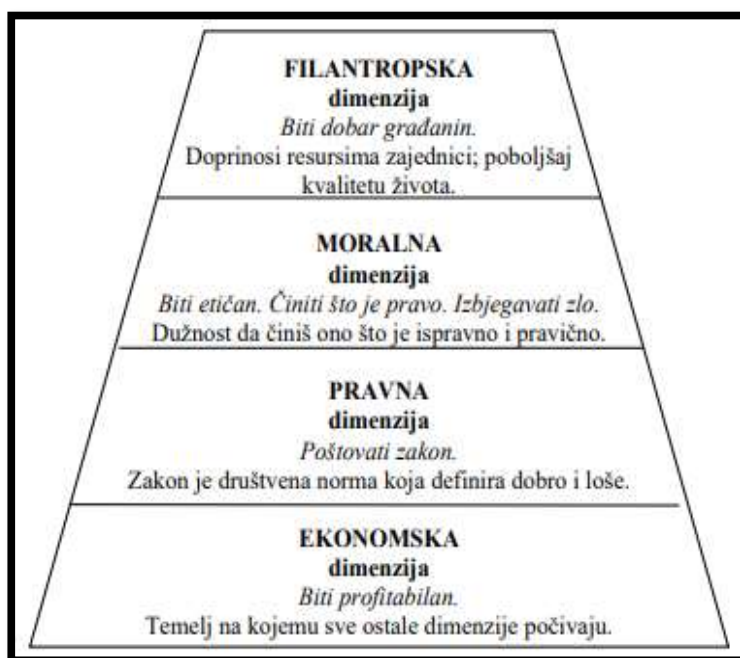 FILANTROPSKA
dimenzija
Biti dobar građanin.
Doprinosi resursima zajednici; poboljšaj
kvalitetu života.
MORALNA
dimenzija
Biti etičan. Činiti što je pravo. Izbjegavati zlo.
Dužnost da činiš ono što je ispravno i pravično.
PRAVNA
dimenzija
Poštovati zakon.
Zakon je društvena norma koja definira dobro i loše.
EKONOMSKA
dimenzija
Biti profitabilan.
Temelj na kojemu sve ostale dimenzije počivaju.